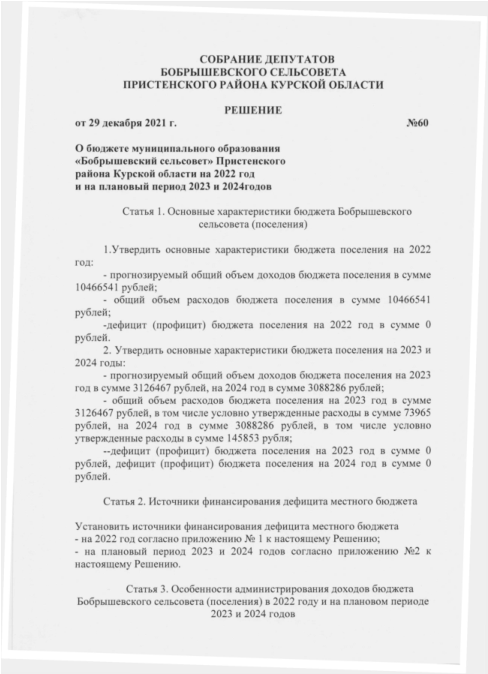 СОБРАНИЕ ДЕПУТАТОВ
БОБРЫШЕВСКОГО СЕЛЬСОВЕТА
ПРИСТЕНСКОГО РАЙОНА КУРСКОЙ ОБЛАСТИ
РЕШЕНИЕ
от 29 декабря 2021 г. №60
О бюджете муниципального образования
«Бобрышевский сельсовет» Пристенского
района Курской области на 2022 год
и на плановый период 2023 и 2024годов
Статья 1. Основные характеристики бюджета Бобрышевского
сельсовета (поселения)
1.Утвердить основные характеристики бюджета поселения на 2022
год:
- прогнозируемый общий объем доходов бюджета поселения в сумме
10466541 рублей;
- общий объем расходов бюджета поселения в сумме 10466541
рублей;
-дефицит (профицит) бюджета поселения на 2022 год в сумме 0
рублей.
2. Утвердить основные характеристики бюджета поселения на 2023 и
2024 годы:
- прогнозируемый общий объем доходов бюджета поселения на 2023
год в сумме 3126467 рублей, на 2024 год в сумме 3088286 рублей;
- общий объем расходов бюджета поселения на 2023 год в сумме
3126467 рублей, в том числе условно утвержденные расходы в сумме 73965
рублей, на 2024 год в сумме 3088286 рублей, в том числе условно
утвержденные расходы в сумме 145853 рубля;
--дефицит (профицит) бюджета поселения на 2023 год в сумме 0
рублей, дефицит (профицит) бюджета поселения на 2024 год в сумме 0
рублей.
Статья 2. Источники финансирования дефицита местного бюджета
Установить источники финансирования дефицита местного бюджета
- на 2022 год согласно приложению № 1 к настоящему Решению;
- на плановый период 2023 и 2024 годов согласно приложению №2 к
настоящему Решению.
Статья 3. Особенности администрирования доходов бюджета
Бобрышевского сельсовета (поселения) в 2022 году и на плановом периоде
2023 и 2024 годов